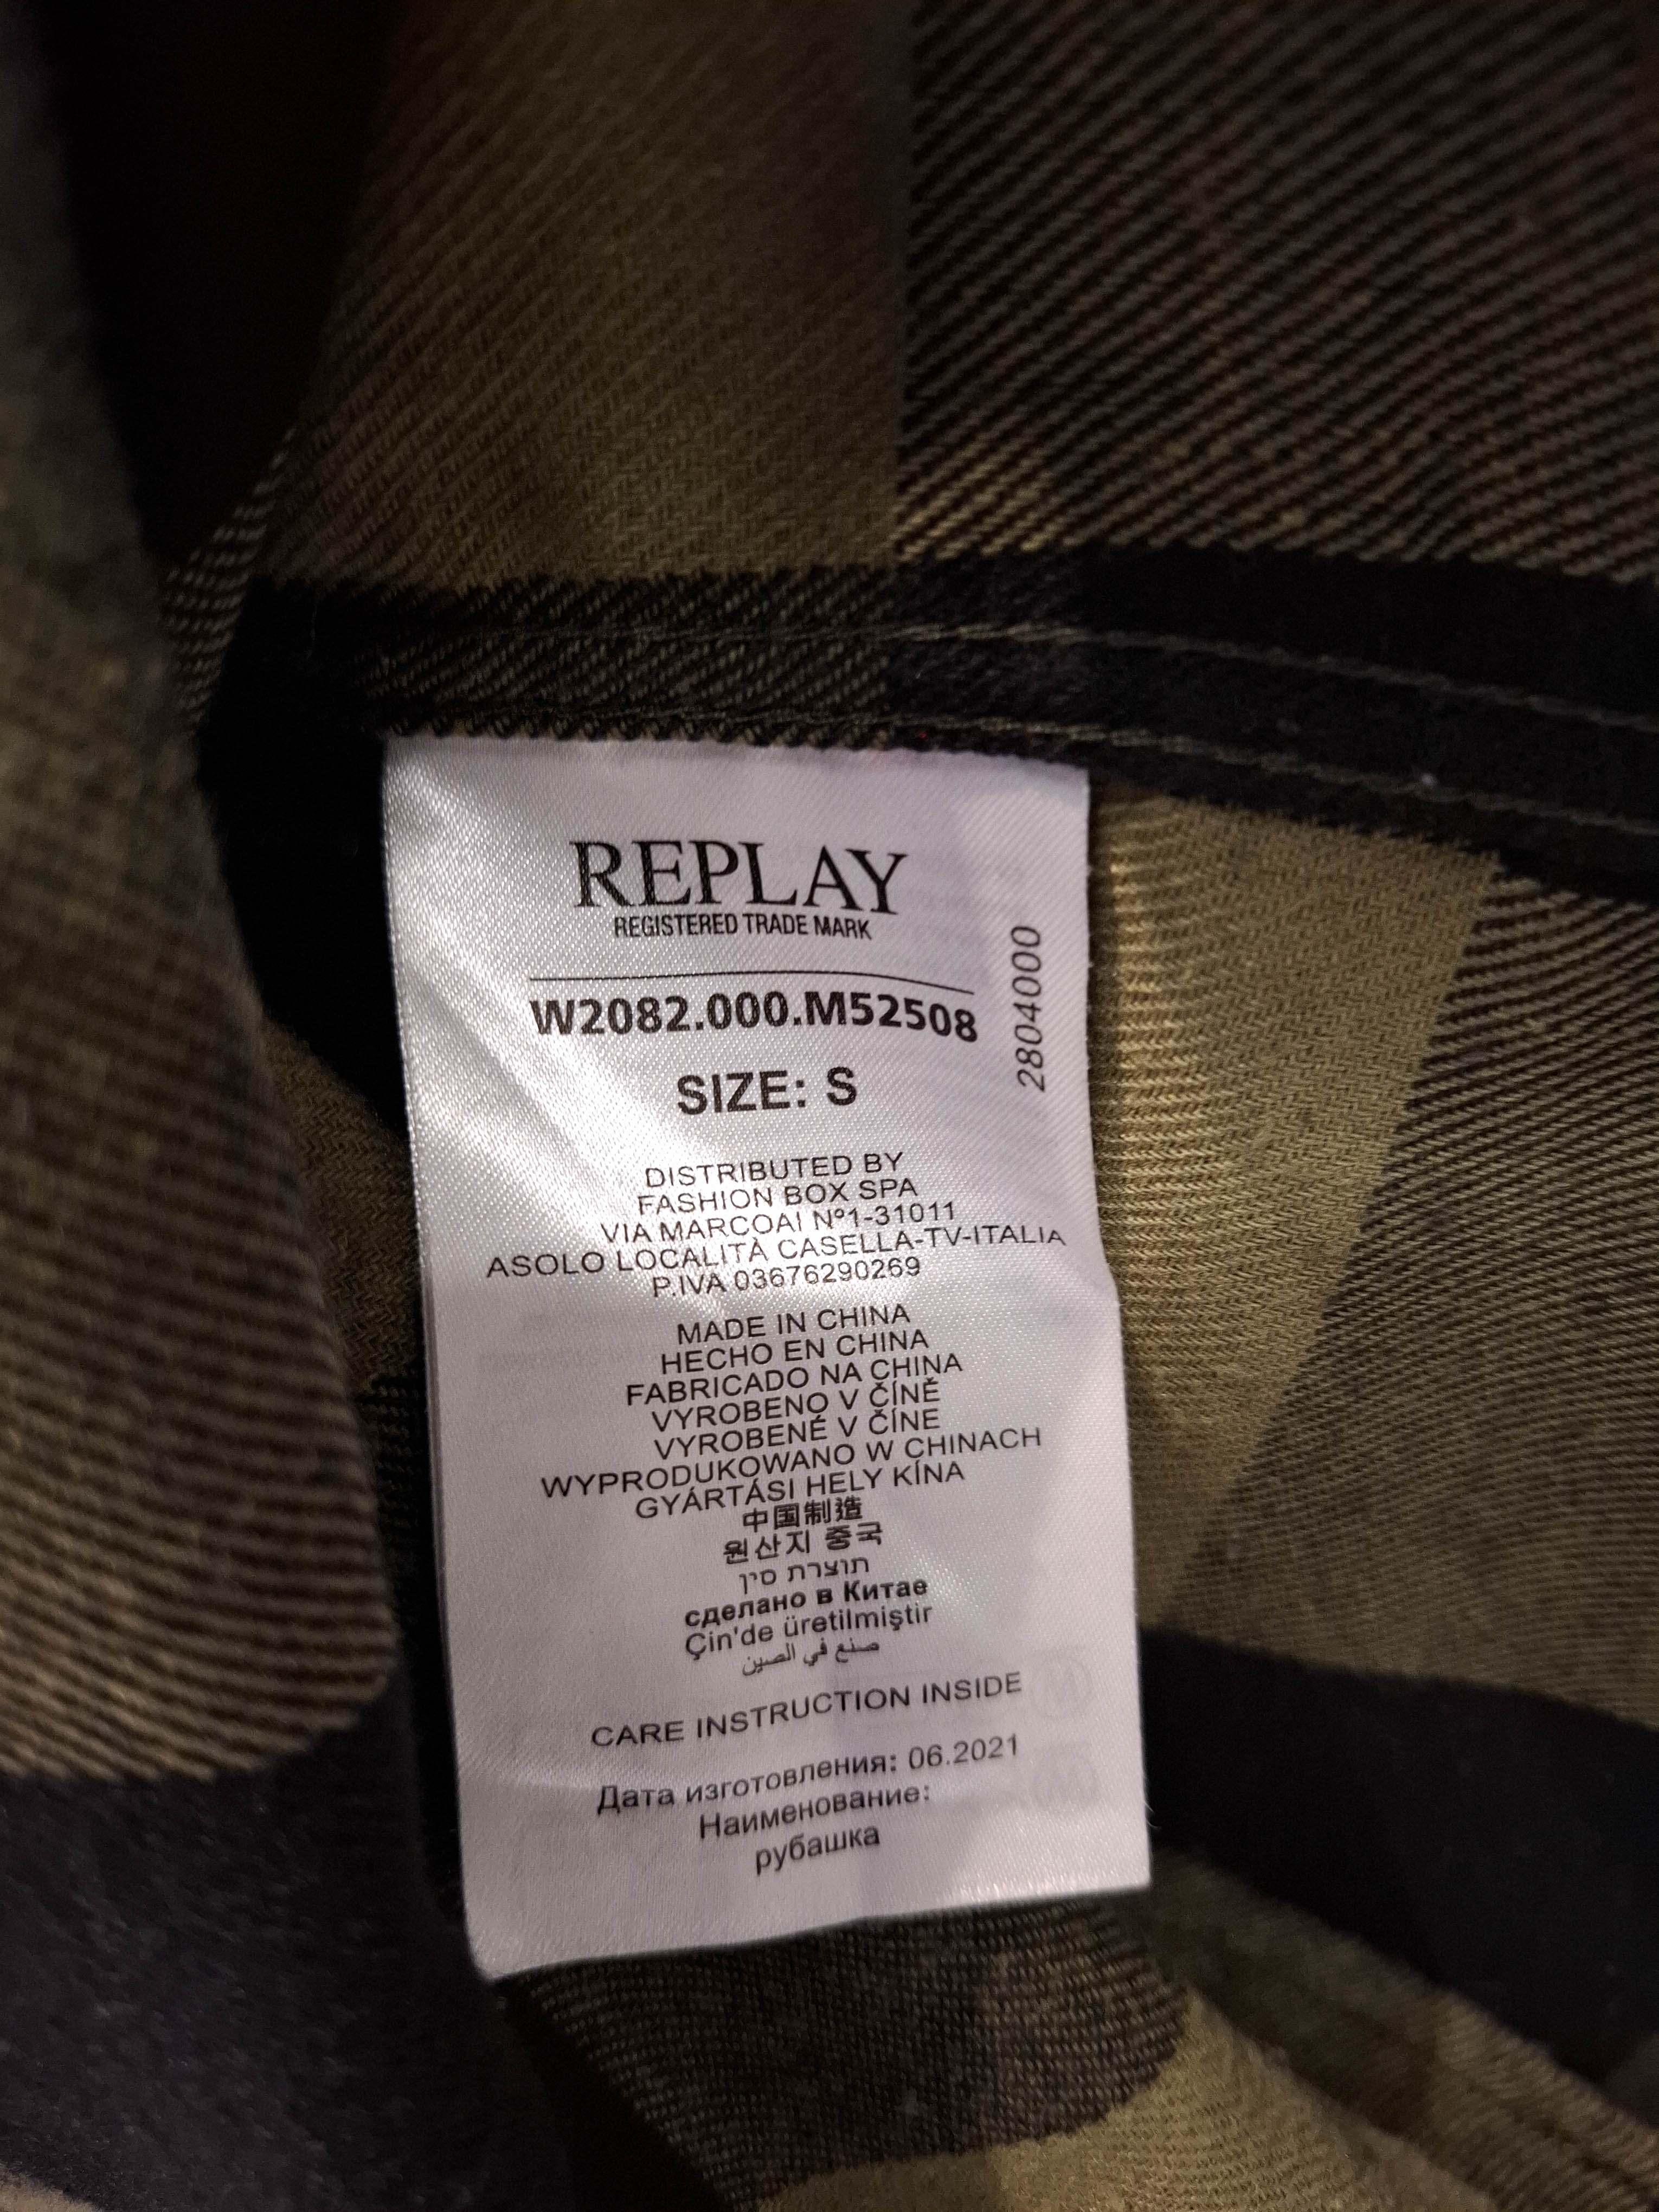 REPLAY
REGISTERED TRADE MARK
W2082.000.M52508
2804000
SIZE: S
DISTRIBUTED BY
FASHION BOX SPA
VIA MARCOAI Nº1-31011
ASOLO LOCALITÀ CASELLA-TV-ITALIA
P.IVA 03676290269
MADE IN CHINA
HECHO EN CHINA
FABRICADO NA CHINA
VYROBENO V ČÍNĚ
VYROBENÉ V ČÍNE
WYPRODUKOWANO W CHINACH
GYÁRTÁSI HELY KÍNA
中国制造
원산지 중국
תוצרת סין
сделано в Китае
Çin'de üretilmiştir
صنع في الصين
CARE INSTRUCTION INSIDE
Дата изготовления: 06.2021
Наименование:
рубашка